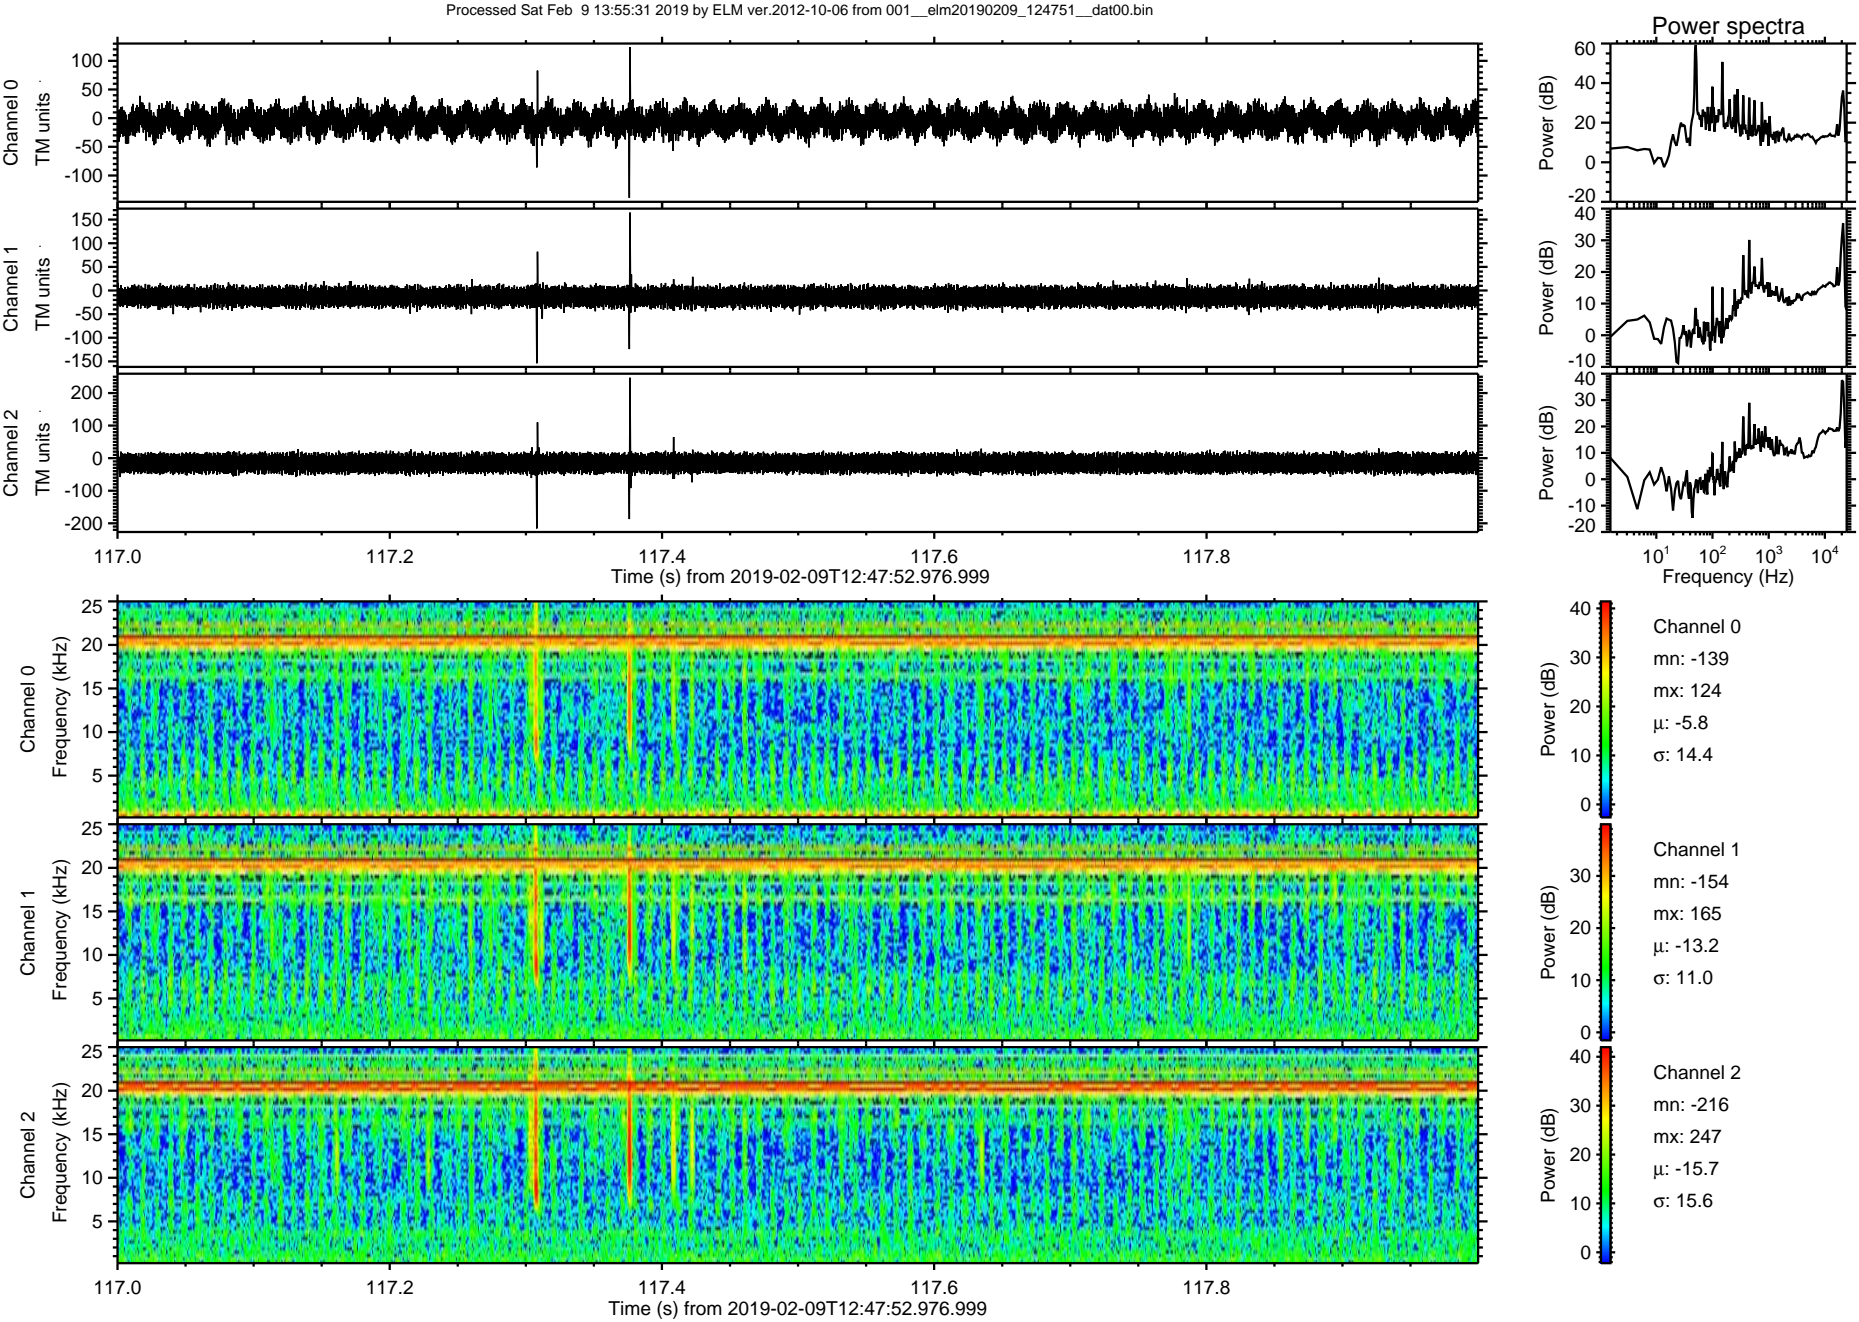 Processed Sat Feb  9 13:55:31 2019 by ELM ver.2012-10-06 from 001__elm20190209_124751__dat00.bin
Power spectra
Channel 0
TM units
100
50
0
-50
-100
Power (dB)
60
40
20
0
-20
Channel 1
TM units
150
100
50
0
-50
-100
-150
Power (dB)
40
30
20
10
0
-10
Channel 2
TM units
200
100
0
-100
-200
Power (dB)
40
30
20
10
0
-10
-20
117.0 117.2 117.4 117.6 117.8
Time (s) from 2019-02-09T12:47:52.976.999
10¹ 10² 10³ 10⁴
Frequency (Hz)
Channel 0
Frequency (kHz)
25
20
15
10
5
Power (dB)
40
30
20
10
0
Channel 0
mn: -139
mx: 124
μ: -5.8
σ: 14.4
Channel 1
Frequency (kHz)
25
20
15
10
5
Power (dB)
30
20
10
0
Channel 1
mn: -154
mx: 165
μ: -13.2
σ: 11.0
Channel 2
Frequency (kHz)
25
20
15
10
5
Power (dB)
40
30
20
10
0
Channel 2
mn: -216
mx: 247
μ: -15.7
σ: 15.6
117.0 117.2 117.4 117.6 117.8
Time (s) from 2019-02-09T12:47:52.976.999